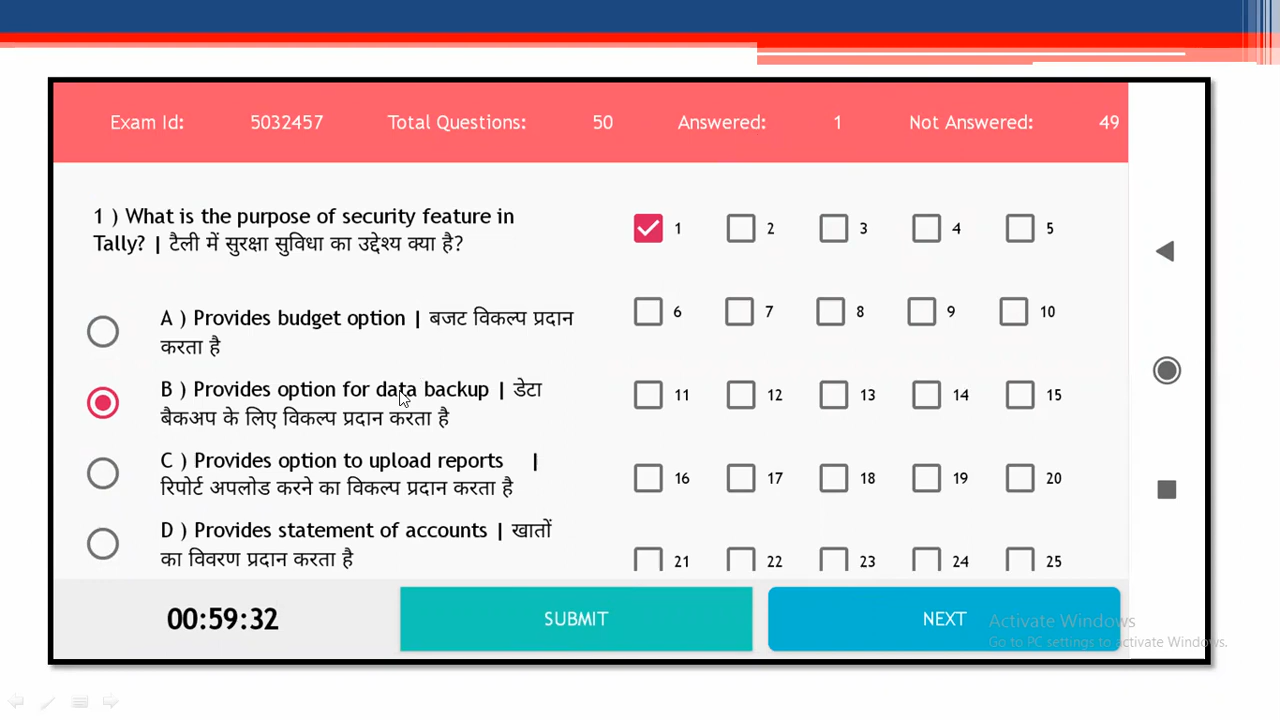 Exam Id: 5032457 Total Questions: 50 Answered: 1 Not Answered: 49
1 ) What is the purpose of security feature in
Tally? | टैली में सुरक्षा सुविधा का उद्देश्य क्या है?
A ) Provides budget option | बजट विकल्प प्रदान
करता है
B ) Provides option for data backup | डेटा
बैकअप के लिए विकल्प प्रदान करता है
C ) Provides option to upload reports |
रिपोर्ट अपलोड करने का विकल्प प्रदान करता है
D ) Provides statement of accounts | खातों
का विवरण प्रदान करता है
1 2 3 4 5
6 7 8 9 10
11 12 13 14 15
16 17 18 19 20
21 22 23 24 25
00:59:32 SUBMIT NEXT
Activate Windows
Go to PC settings to activate Windows.